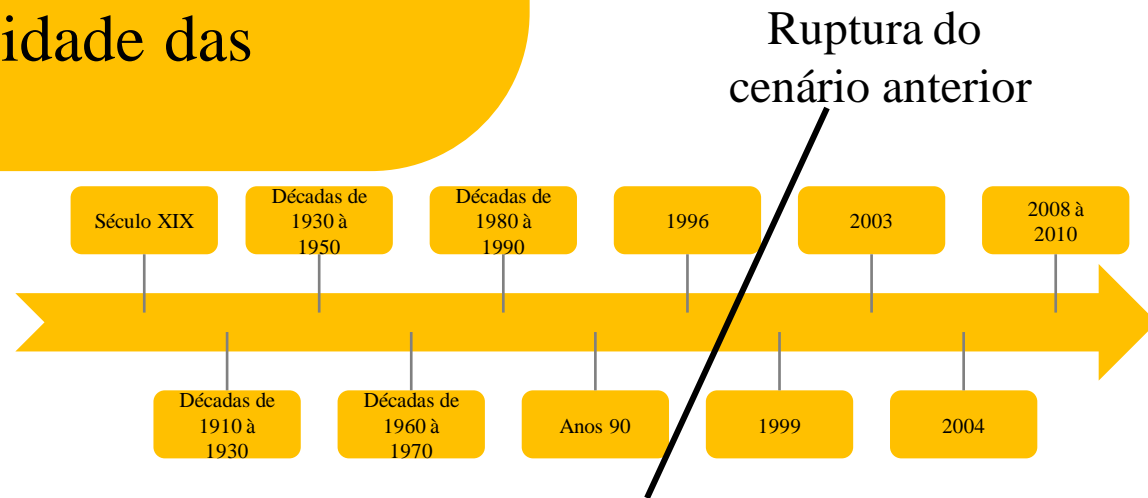 idade das
Ruptura do
cenário anterior
Século XIX
Décadas de
1930 à
1950
Décadas de
1980 à
1990
1996
2003
2008 à
2010
Décadas de
1910 à
1930
Décadas de
1960 à
1970
Anos 90
1999
2004